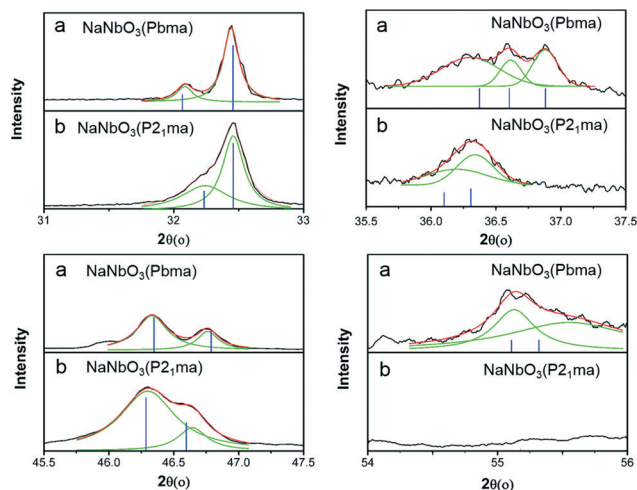 a NaNbO3(Pbma)
b NaNbO3(P21ma)
Intensity
31 32 33
2θ(o)
a NaNbO3(Pbma)
b NaNbO3(P21ma)
Intensity
35.5 36.0 36.5 37.0 37.5
2θ(o)
a NaNbO3(Pbma)
b NaNbO3(P21ma)
Intensity
45.5 46.0 46.5 47.0 47.5
2θ(o)
a NaNbO3(Pbma)
b NaNbO3(P21ma)
Intensity
54 55 56
2θ(o)